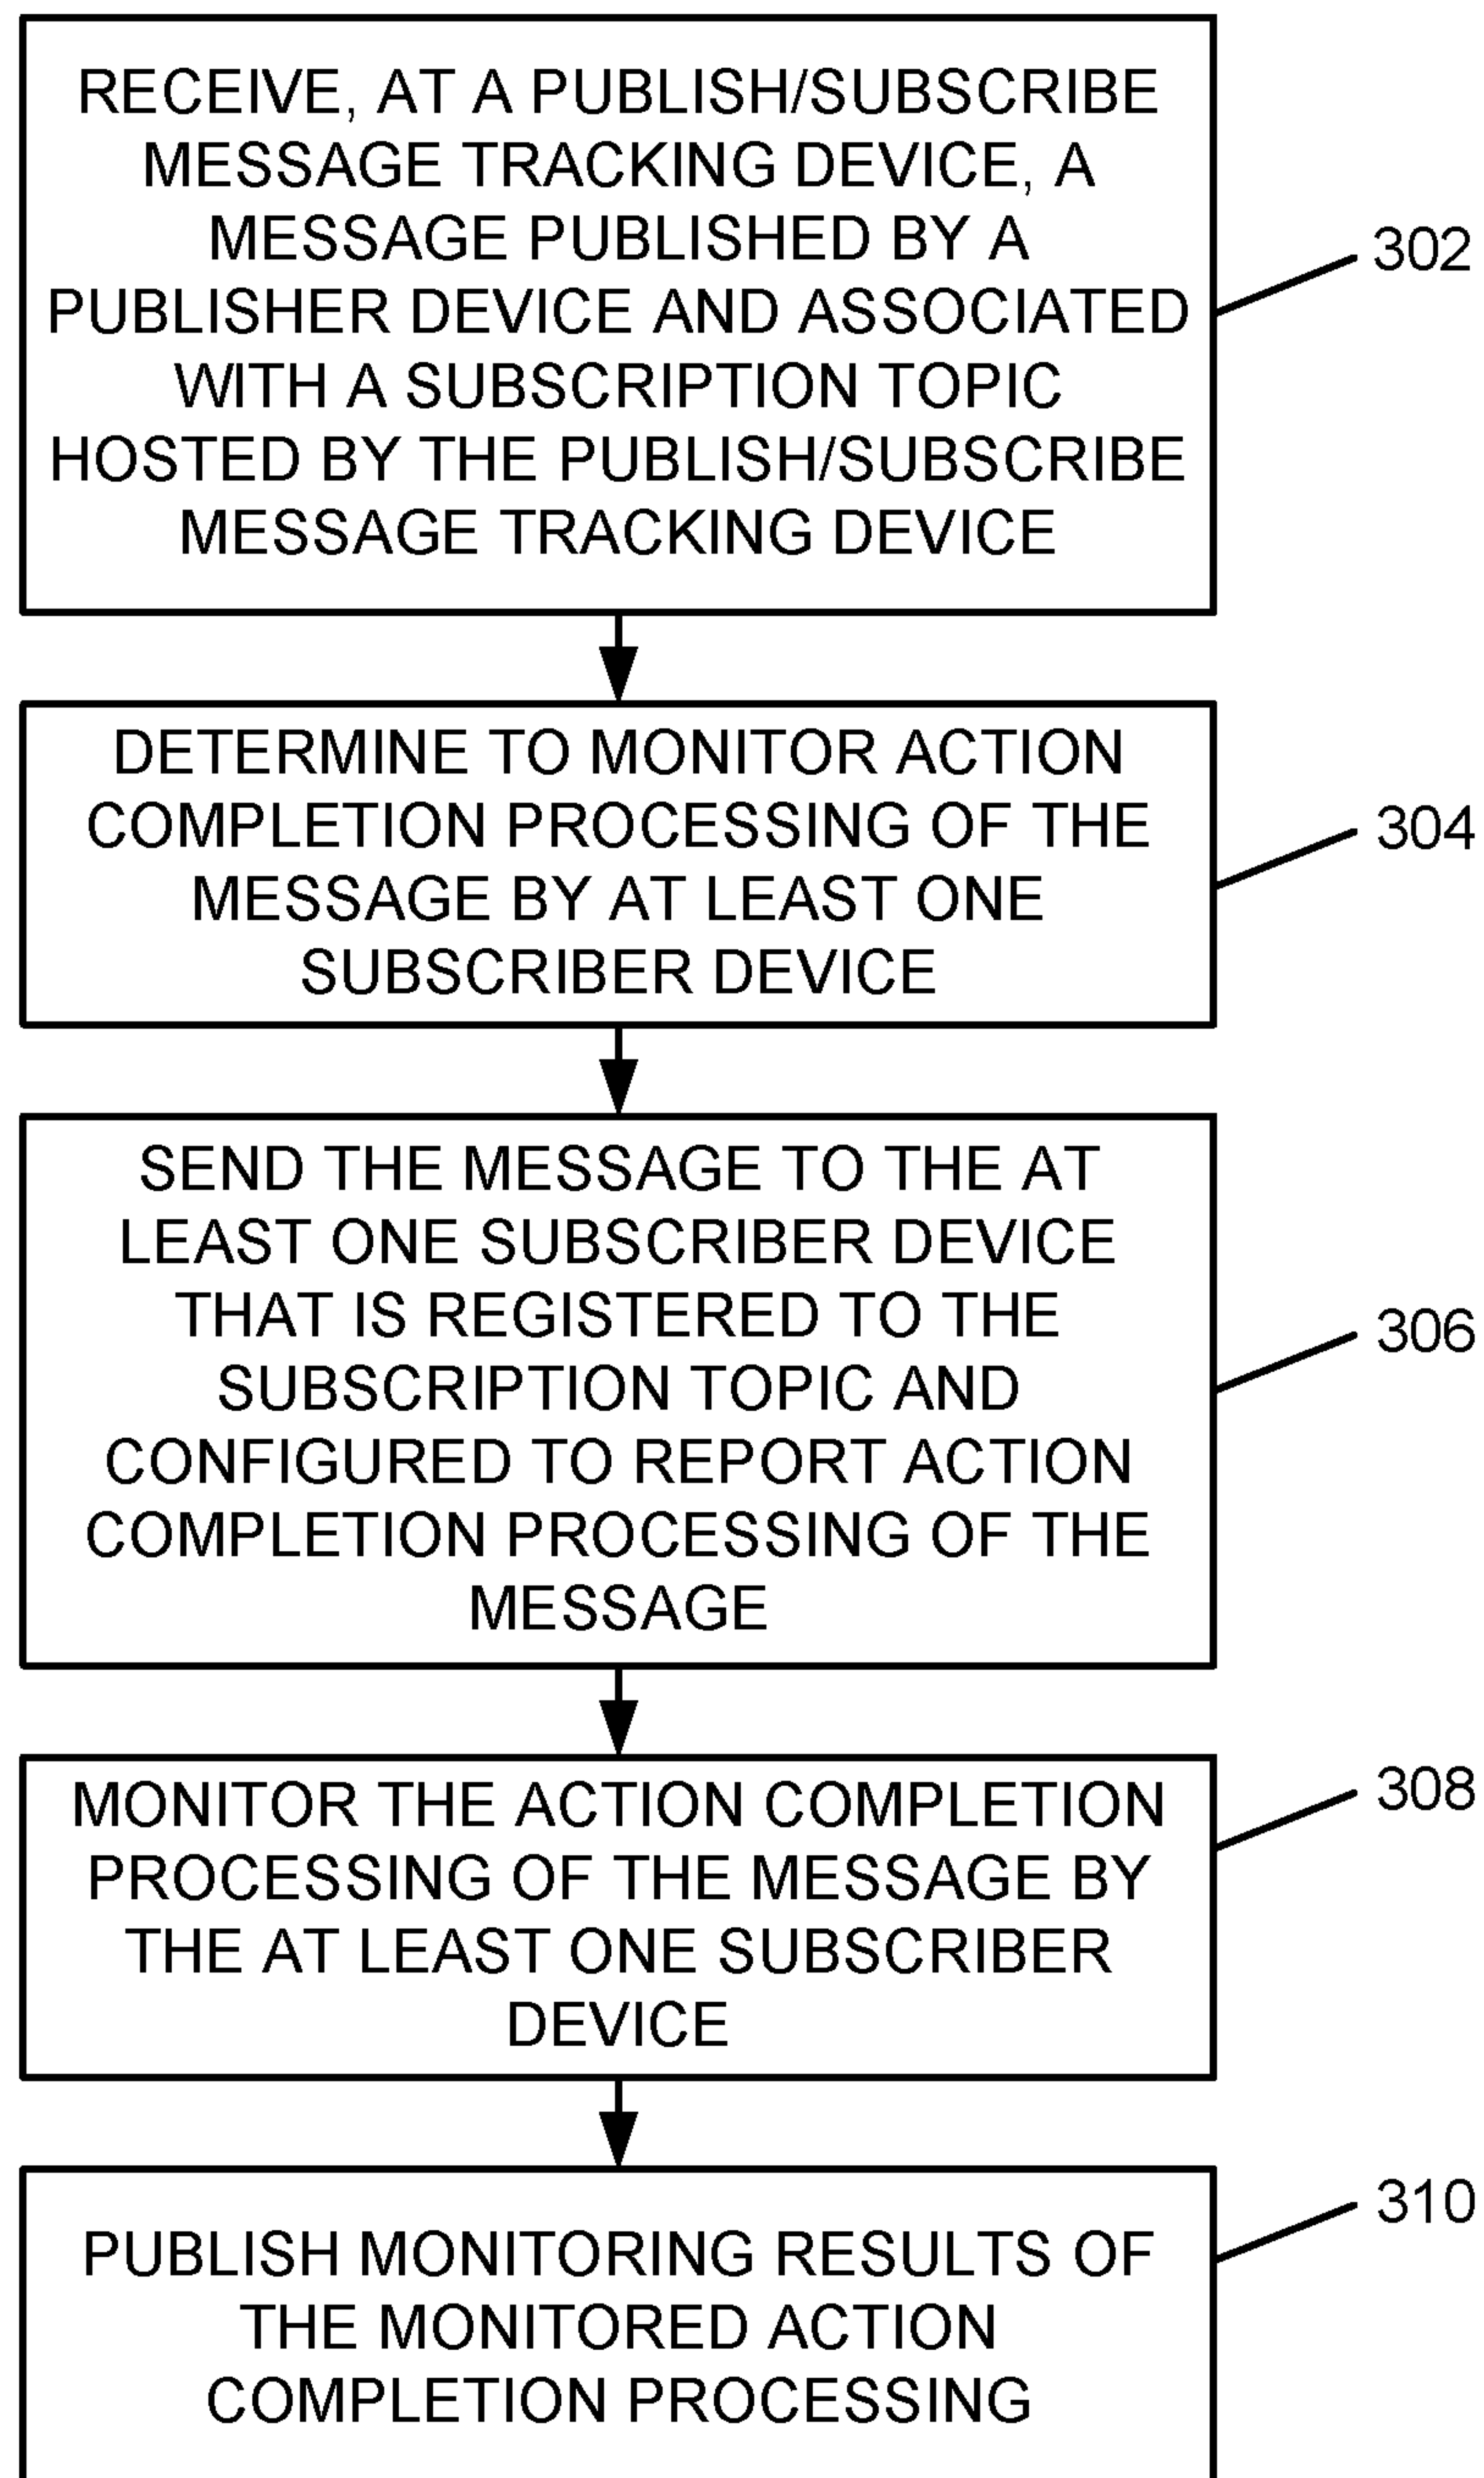 RECEIVE, AT A PUBLISH/SUBSCRIBE
MESSAGE TRACKING DEVICE, A
MESSAGE PUBLISHED BY A
PUBLISHER DEVICE AND ASSOCIATED
WITH A SUBSCRIPTION TOPIC
HOSTED BY THE PUBLISH/SUBSCRIBE
MESSAGE TRACKING DEVICE
302
DETERMINE TO MONITOR ACTION
COMPLETION PROCESSING OF THE
MESSAGE BY AT LEAST ONE
SUBSCRIBER DEVICE
304
SEND THE MESSAGE TO THE AT
LEAST ONE SUBSCRIBER DEVICE
THAT IS REGISTERED TO THE
SUBSCRIPTION TOPIC AND
CONFIGURED TO REPORT ACTION
COMPLETION PROCESSING OF THE
MESSAGE
306
MONITOR THE ACTION COMPLETION
PROCESSING OF THE MESSAGE BY
THE AT LEAST ONE SUBSCRIBER
DEVICE
308
PUBLISH MONITORING RESULTS OF
THE MONITORED ACTION
COMPLETION PROCESSING
310